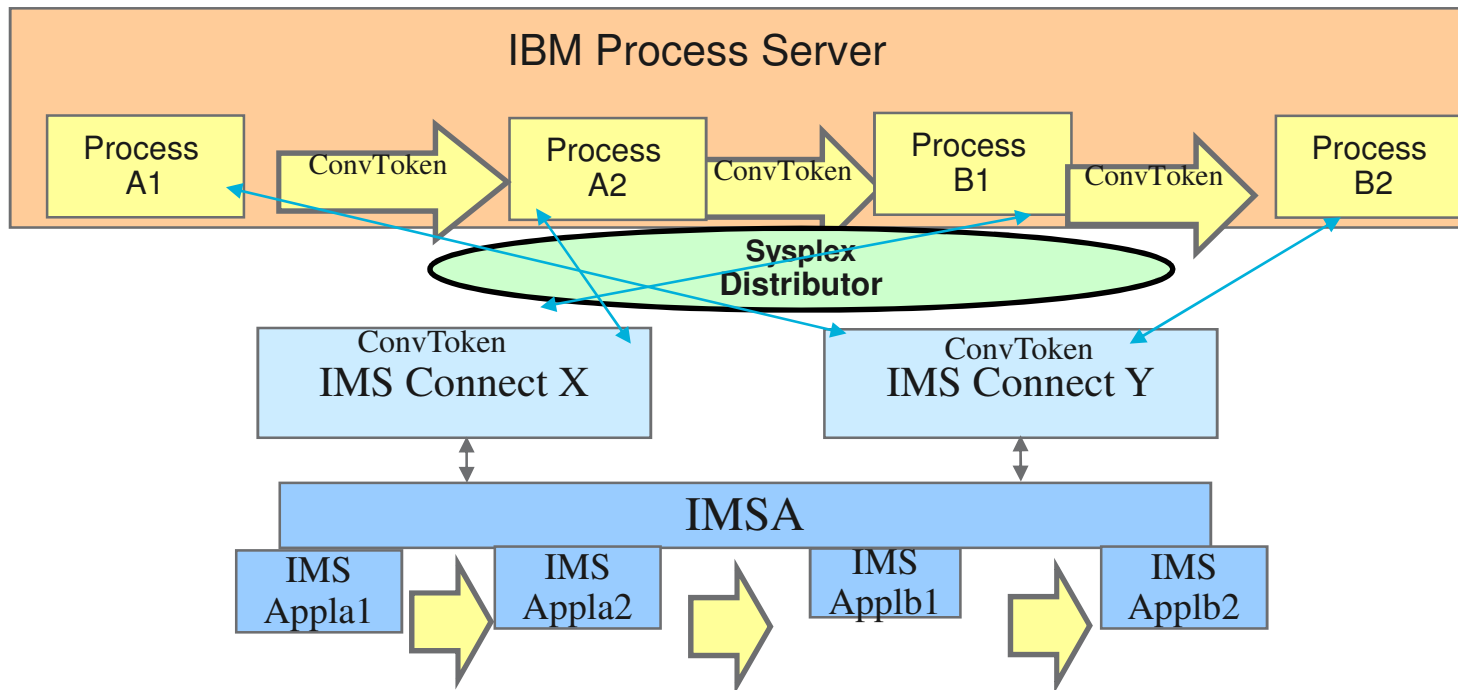 IBM Process Server
Process
A1
ConvToken
Process
A2
ConvToken
Process
B1
ConvToken
Process
B2
Sysplex
Distributor
ConvToken
IMS Connect X
ConvToken
IMS Connect Y
IMSA
IMS
Appla1
IMS
Appla2
IMS
Applb1
IMS
Applb2